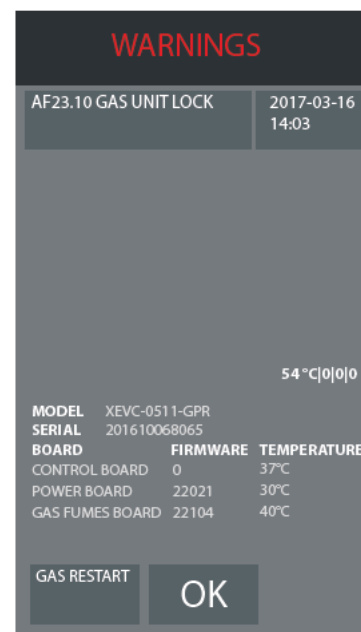 WARNINGS
AF23.10 GAS UNIT LOCK 2017-03-16
14:03
54 °C|0|0|0
MODEL XEVC-0511-GPR
SERIAL 201610068065
BOARD FIRMWARE TEMPERATURE
CONTROL BOARD 0 37°C
POWER BOARD 22021 30°C
GAS FUMES BOARD 22104 40°C
GAS RESTART OK